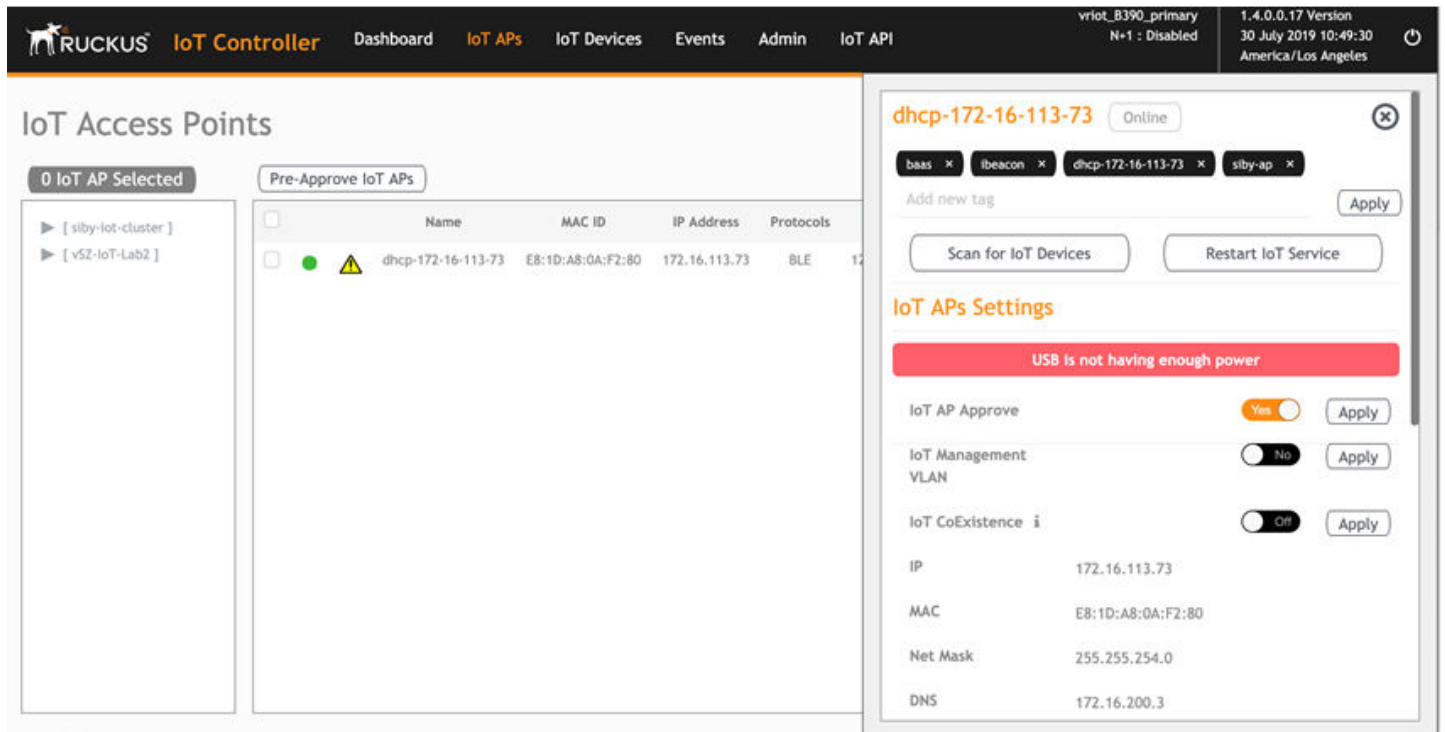 RUCKUS IoT Controller Dashboard IoT APs IoT Devices Events Admin IoT API
vriot_B390_primary
N+1 : Disabled
1.4.0.0.17 Version
30 July 2019 10:49:30
America/Los Angeles
IoT Access Points
0 IoT AP Selected
Pre-Approve IoT APs
[ siby-iot-cluster ]
[ vSZ-IoT-Lab2 ]
Name MAC ID IP Address Protocols
dhcp-172-16-113-73 E8:1D:A8:0A:F2:80 172.16.113.73 BLE 12
dhcp-172-16-113-73 Online
baas × ibeacon × dhcp-172-16-113-73 × siby-ap ×
Add new tag Apply
Scan for IoT Devices Restart IoT Service
IoT APs Settings
USB is not having enough power
IoT AP Approve Yes Apply
IoT Management No Apply
VLAN
IoT CoExistence i Off Apply
IP 172.16.113.73
MAC E8:1D:A8:0A:F2:80
Net Mask 255.255.254.0
DNS 172.16.200.3